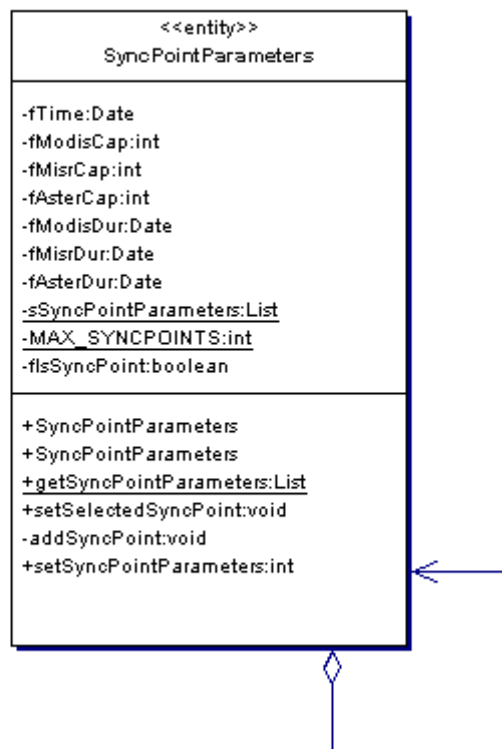 <<entity>>
SyncPointParameters
-fTime:Date
-fModisCap:int
-fMisrCap:int
-fAsterCap:int
-fModisDur:Date
-fMisrDur:Date
-fAsterDur:Date
-sSyncPointParameters:List
-MAX_SYNCPOINTS:int
-fIsSyncPoint:boolean
+SyncPointParameters
+SyncPointParameters
+getSyncPointParameters:List
+setSelectedSyncPoint:void
-addSyncPoint:void
+setSyncPointParameters:int